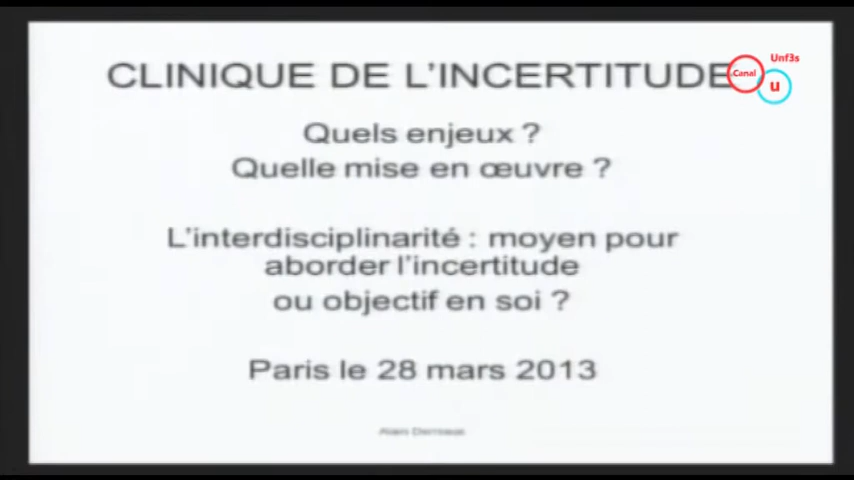 CLINIQUE DE L'INCERTITUDE
Unf3s
.Canal
u
Quels enjeux ?
Quelle mise en œuvre ?
L'interdisciplinarité : moyen pour
aborder l'incertitude
ou objectif en soi ?
Paris le 28 mars 2013
Alain